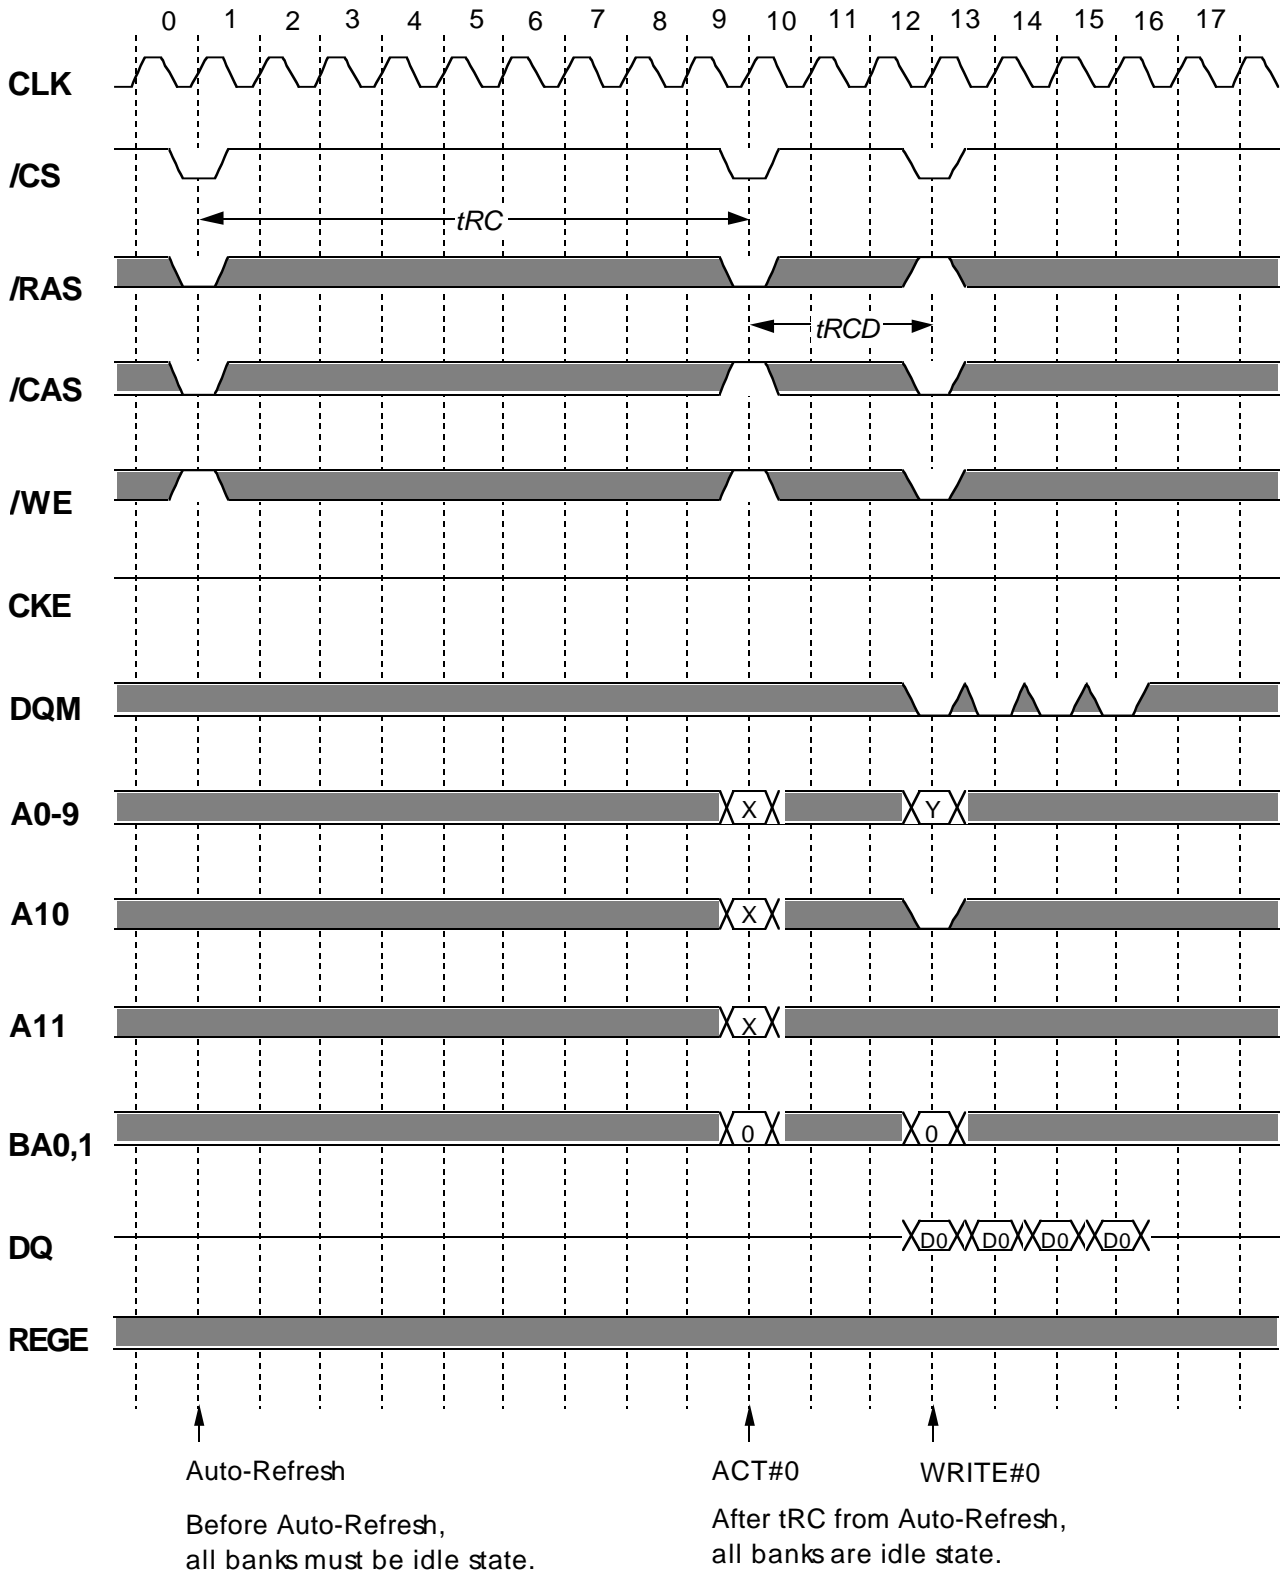 0 1 2 3 4 5 6 7 8 9 10 11 12 13 14 15 16 17
CLK
/CS
tRC
/RAS
tRCD
/CAS
/WE
CKE
DQM
A0-9 X Y
A10 X
A11 X
BA0,1 0 0
DQ D0 D0 D0 D0
REGE
Auto-Refresh ACT#0 WRITE#0
Before Auto-Refresh,
all banks must be idle state.
After tRC from Auto-Refresh,
all banks are idle state.